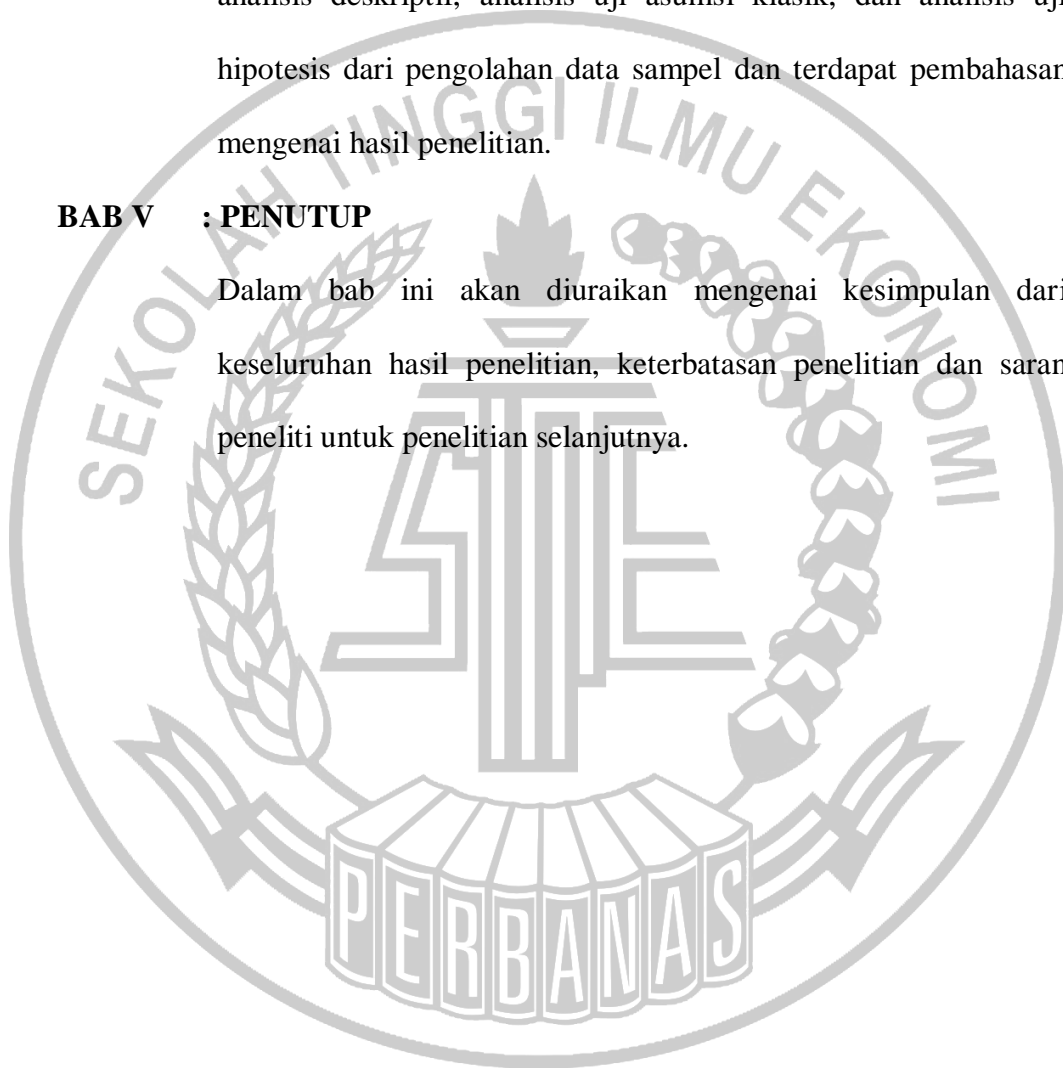 analisis deskriptif, analisis uji asumsi klasik, dan analisis uji
hipotesis dari pengolahan data sampel dan terdapat pembahasan
mengenai hasil penelitian.
BAB V : PENUTUP
Dalam bab ini akan diuraikan mengenai kesimpulan dari
keseluruhan hasil penelitian, keterbatasan penelitian dan saran
peneliti untuk penelitian selanjutnya.
SEKOLAH TINGGI ILMU EKONOMI
STIE
PERBANAS